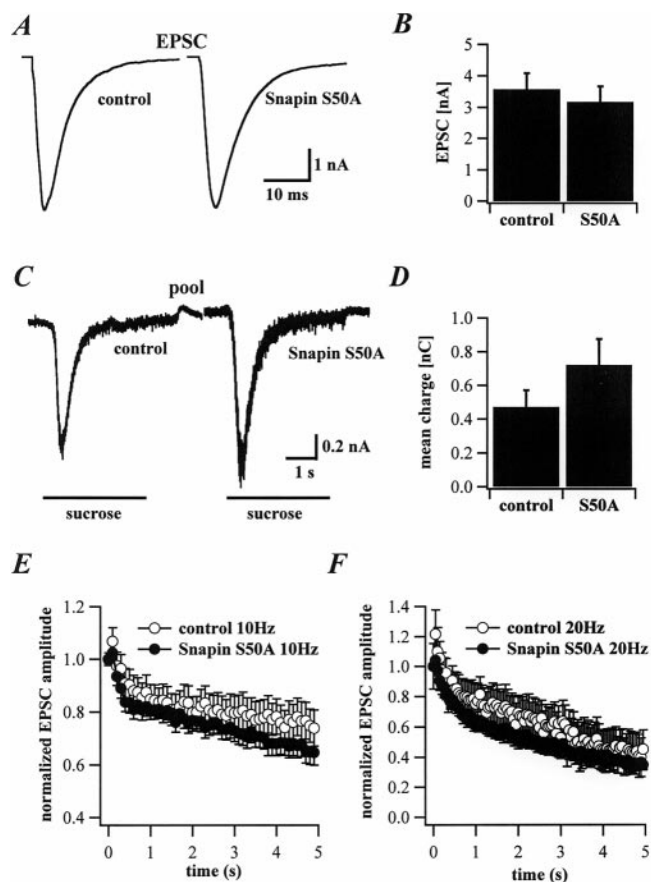 A
EPSC
control
Snapin S50A
1 nA
10 ms
B
EPSC [nA]
5
4
3
2
1
0
control
S50A
C
pool
control
Snapin S50A
0.2 nA
1 s
sucrose
sucrose
D
mean charge [nC]
1.0
0.8
0.6
0.4
0.2
0.0
control
S50A
E
normalized EPSC amplitude
1.2
1.0
0.8
0.6
0.4
control 10Hz
Snapin S50A 10Hz
0 1 2 3 4 5
time (s)
F
normalized EPSC amplitude
1.4
1.2
1.0
0.8
0.6
0.4
0.2
0.0
control 20Hz
Snapin S50A 20Hz
0 1 2 3 4 5
time (s)